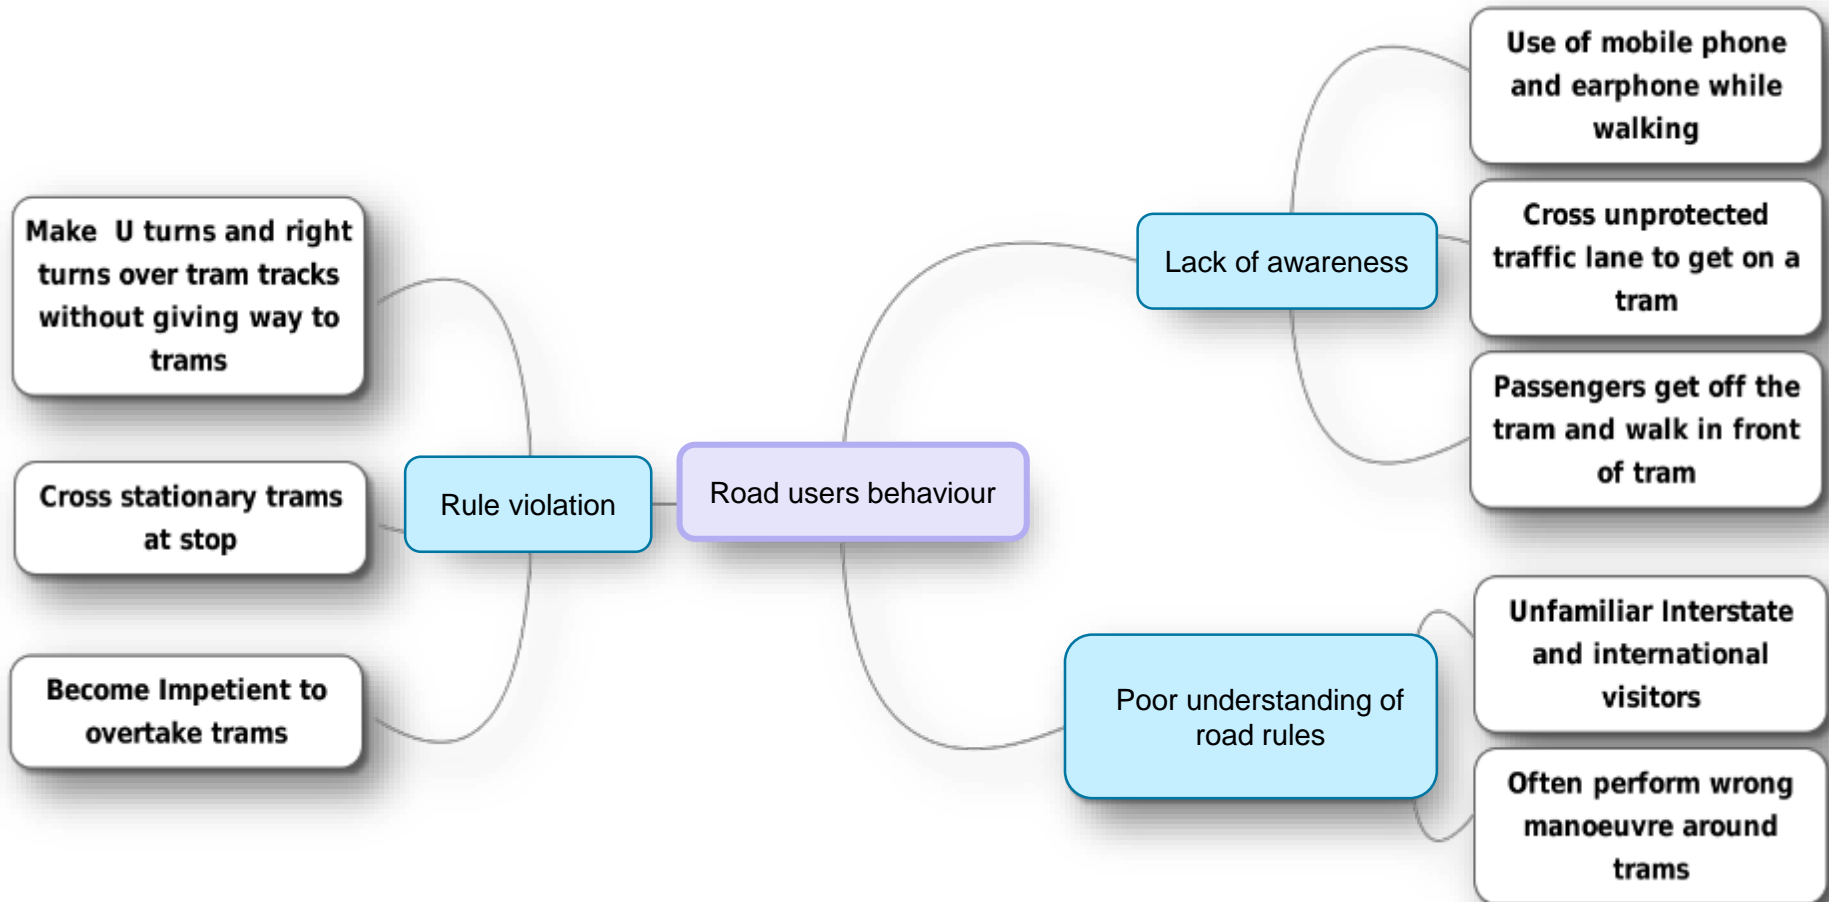 Make  U turns and right
turns over tram tracks
without giving way to
trams
Cross stationary trams
at stop
Become Impetient to
overtake trams
Rule violation
Road users behaviour
Lack of awareness
Use of mobile phone
and earphone while
walking
Cross unprotected
traffic lane to get on a
tram
Passengers get off the
tram and walk in front
of tram
Poor understanding of
road rules
Unfamiliar Interstate
and international
visitors
Often perform wrong
manoeuvre around
trams